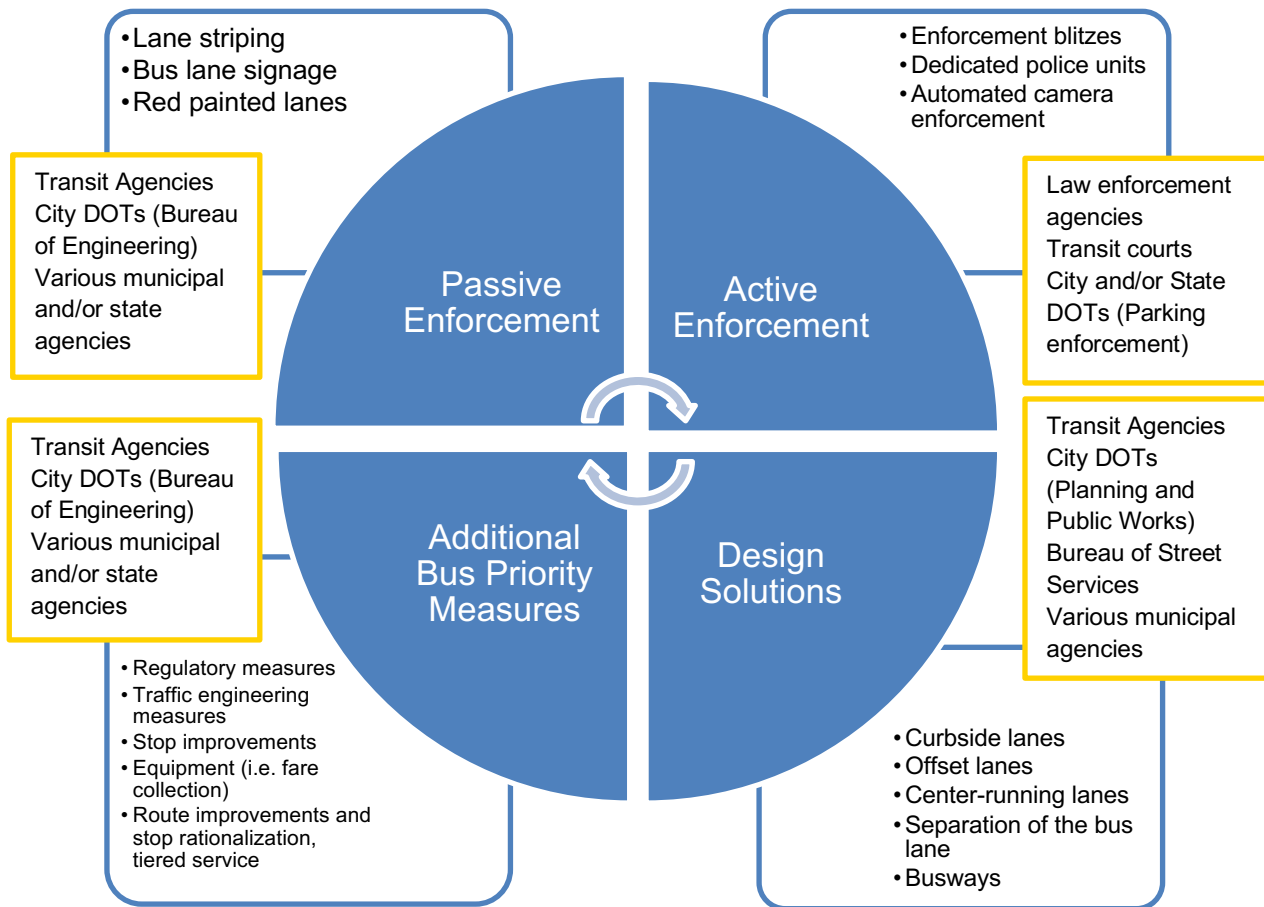 • Lane striping
• Bus lane signage
• Red painted lanes
Transit Agencies
City DOTs (Bureau
of Engineering)
Various municipal
and/or state
agencies
Passive
Enforcement
• Enforcement blitzes
• Dedicated police units
• Automated camera
enforcement
Law enforcement
agencies
Transit courts
City and/or State
DOTs (Parking
enforcement)
Active
Enforcement
Transit Agencies
City DOTs (Bureau
of Engineering)
Various municipal
and/or state
agencies
Additional
Bus Priority
Measures
• Regulatory measures
• Traffic engineering
measures
• Stop improvements
• Equipment (i.e. fare
collection)
• Route improvements and
stop rationalization,
tiered service
Transit Agencies
City DOTs
(Planning and
Public Works)
Bureau of Street
Services
Various municipal
agencies
Design
Solutions
• Curbside lanes
• Offset lanes
• Center-running lanes
• Separation of the bus
lane
• Busways